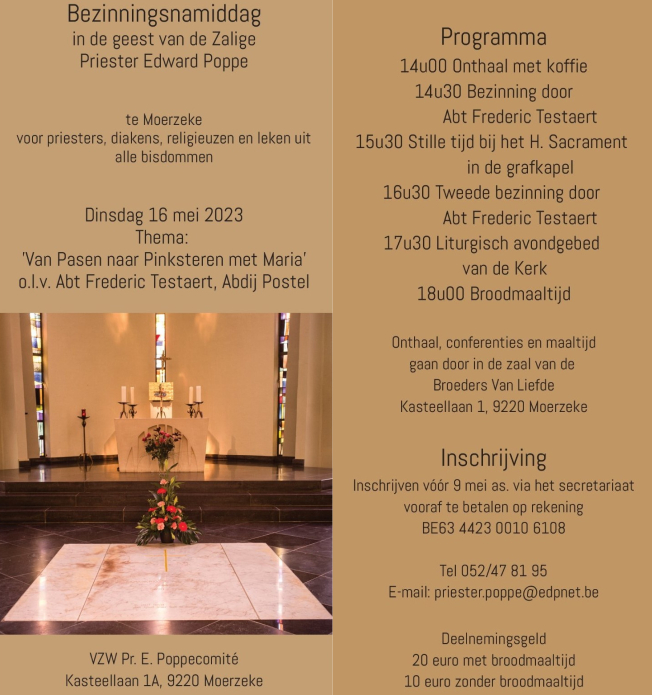 Bezinningsnamiddag
in de geest van de Zalige
Priester Edward Poppe
te Moerzeke
voor priesters, diakens, religieuzen en leken uit
alle bisdommen
Dinsdag 16 mei 2023
Thema:
'Van Pasen naar Pinksteren met Maria'
o.l.v. Abt Frederic Testaert, Abdij Postel
VZW Pr. E. Poppecomité
Kasteellaan 1A, 9220 Moerzeke
Programma
14u00 Onthaal met koffie
14u30 Bezinning door
Abt Frederic Testaert
15u30 Stille tijd bij het H. Sacrament
in de grafkapel
16u30 Tweede bezinning door
Abt Frederic Testaert
17u30 Liturgisch avondgebed
van de Kerk
18u00 Broodmaaltijd
Onthaal, conferenties en maaltijd
gaan door in de zaal van de
Broeders Van Liefde
Kasteellaan 1, 9220 Moerzeke
Inschrijving
Inschrijven vóór 9 mei as. via het secretariaat
vooraf te betalen op rekening
BE63 4423 0010 6108
Tel 052/47 81 95
E-mail: priester.poppe@edpnet.be
Deelnemingsgeld
20 euro met broodmaaltijd
10 euro zonder broodmaaltijd